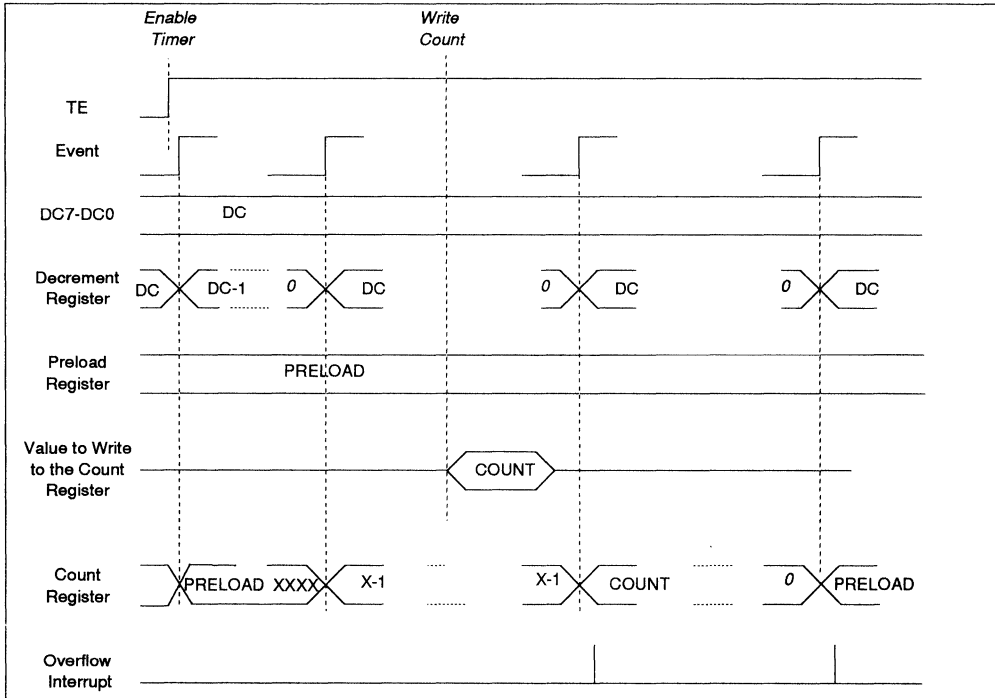 Enable
Timer
Write
Count
TE
Event
DC7-DC0
DC
Decrement
Register
DC
DC-1
0
DC
0
DC
0
DC
Preload
Register
PRELOAD
Value to Write
to the Count
Register
COUNT
Count
Register
PRELOAD
XXXX
X-1
X-1
COUNT
0
PRELOAD
Overflow
Interrupt